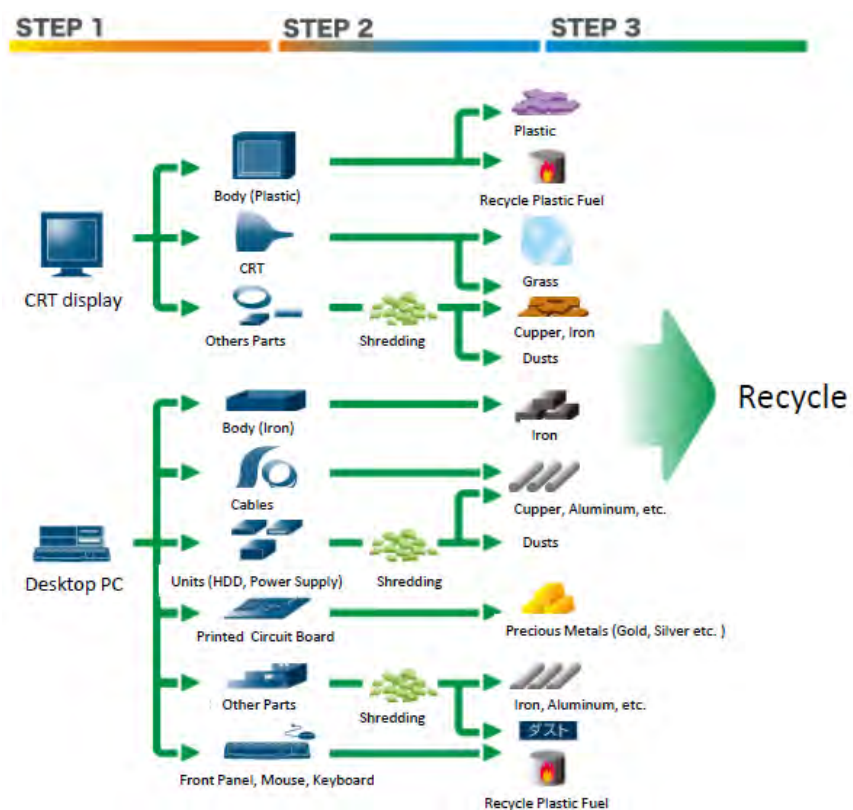 STEP 1
STEP 2
STEP 3
Plastic
Body (Plastic)
Recycle Plastic Fuel
CRT display
CRT
Grass
Others Parts
Shredding
Cupper, Iron
Dusts
Recycle
Body (Iron)
Iron
Cables
Cupper, Aluminum, etc.
Desktop PC
Units (HDD, Power Supply)
Shredding
Dusts
Printed Circuit Board
Precious Metals (Gold, Silver etc. )
Other Parts
Shredding
Iron, Aluminum, etc.
ダスト
Front Panel, Mouse, Keyboard
Recycle Plastic Fuel